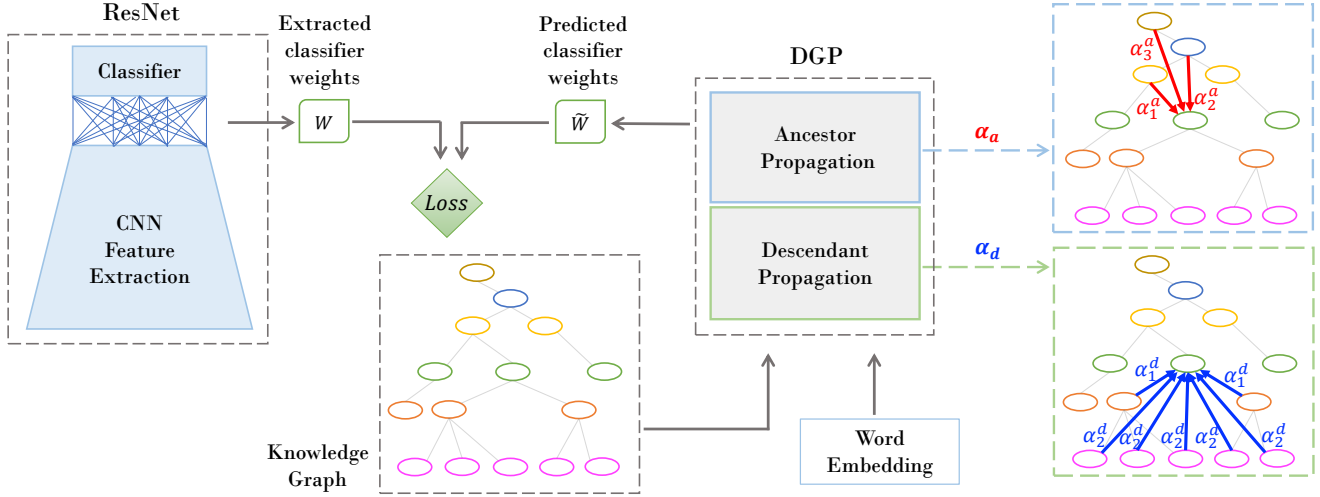 ResNet
Classifier
CNN
Feature
Extraction
Extracted
classifier
weights
W
Predicted
classifier
weights
W̃
Loss
DGP
Ancestor
Propagation
Descendant
Propagation
α_a
α_d
Knowledge
Graph
Word
Embedding
α_3^a
α_2^a
α_1^a
α_1^d
α_1^d
α_2^d
α_2^d
α_2^d
α_2^d
α_2^d